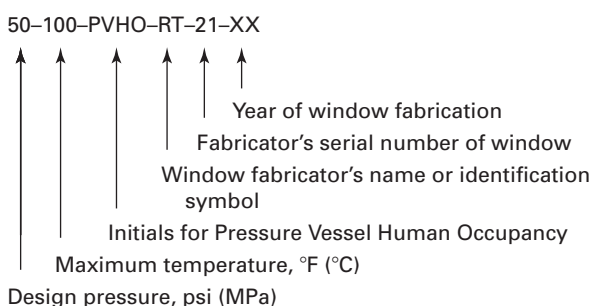 50–100–PVHO–RT–21–XX
Year of window fabrication
Fabricator’s serial number of window
Window fabricator’s name or identification
symbol
Initials for Pressure Vessel Human Occupancy
Maximum temperature, °F (°C)
Design pressure, psi (MPa)